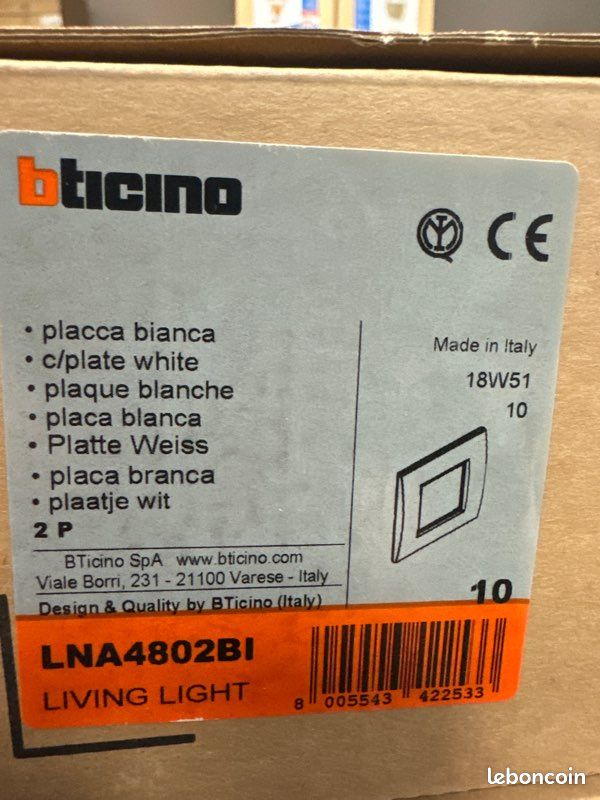 bticino
IMQ CE
• placca bianca
• c/plate white
• plaque blanche
• placa blanca
• Platte Weiss
• placa branca
• plaatje wit
2 P
Made in Italy
18W51
10
BTicino SpA www.bticino.com
Viale Borri, 231 - 21100 Varese - Italy
Design & Quality by BTicino (Italy)
10
LNA4802BI
LIVING LIGHT
8 005543 422533
leboncoin